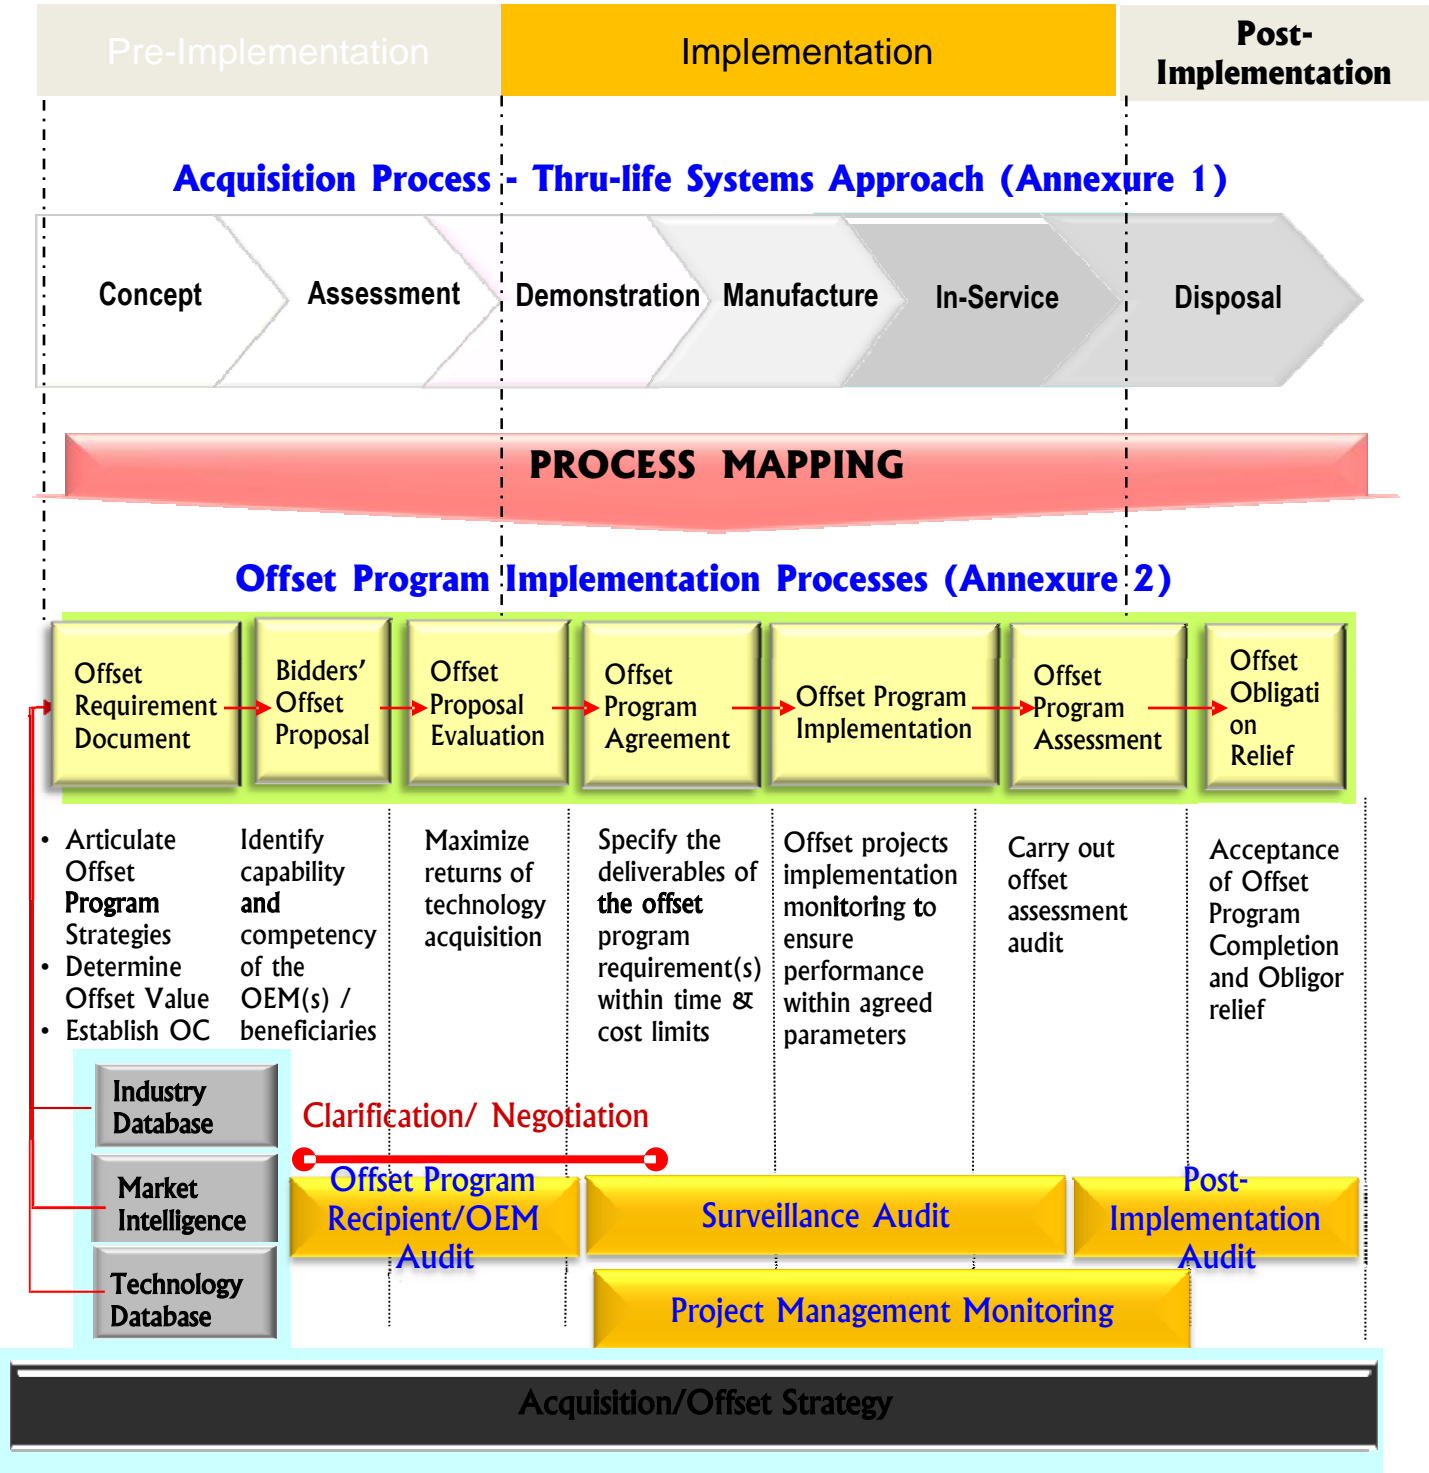 Pre-Implementation
Implementation
Post-
Implementation
Acquisition Process - Thru-life Systems Approach (Annexure 1)
Concept
Assessment
Demonstration
Manufacture
In-Service
Disposal
PROCESS MAPPING
Offset Program Implementation Processes (Annexure 2)
Offset
Requirement
Document
Bidders’
Offset
Proposal
Offset
Proposal
Evaluation
Offset
Program
Agreement
Offset Program
Implementation
Offset
Program
Assessment
Offset
Obligati
on
Relief
• Articulate
Offset
Program
Strategies
• Determine
Offset Value
• Establish OC
Identify
capability
and
competency
of the
OEM(s) /
beneficiaries
Maximize
returns of
technology
acquisition
Specify the
deliverables of
the offset
program
requirement(s)
within time &
cost limits
Offset projects
implementation
monitoring to
ensure
performance
within agreed
parameters
Carry out
offset
assessment
audit
Acceptance
of Offset
Program
Completion
and Obligor
relief
Industry
Database
Market
Intelligence
Technology
Database
Clarification/ Negotiation
Offset Program
Recipient/OEM
Audit
Surveillance Audit
Post-
Implementation
Audit
Project Management Monitoring
Acquisition/Offset Strategy